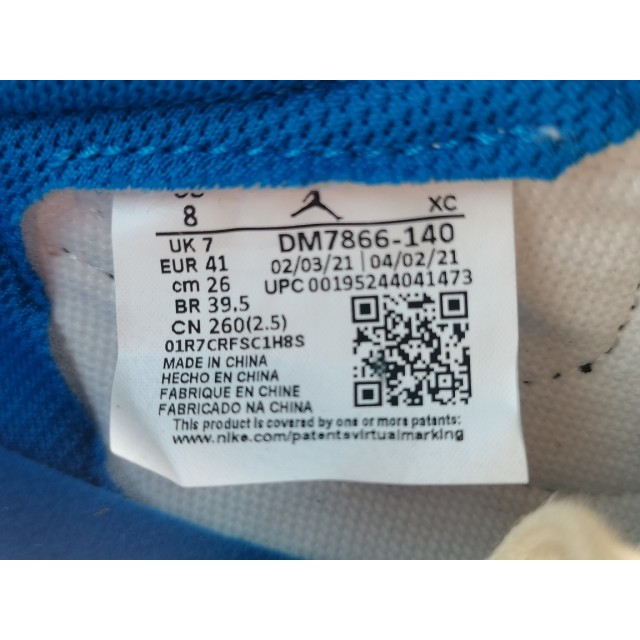 8
XC
UK 7
DM7866-140
EUR 41
02/03/21 | 04/02/21
cm 26
UPC 00195244041473
BR 39.5
CN 260(2.5)
01R7CRFSC1H8S
MADE IN CHINA
HECHO EN CHINA
FABRIQUE EN CHINE
FABRICADO NA CHINA
This product is covered by one or more patents:
www.nike.com/patentsvirtualmarking